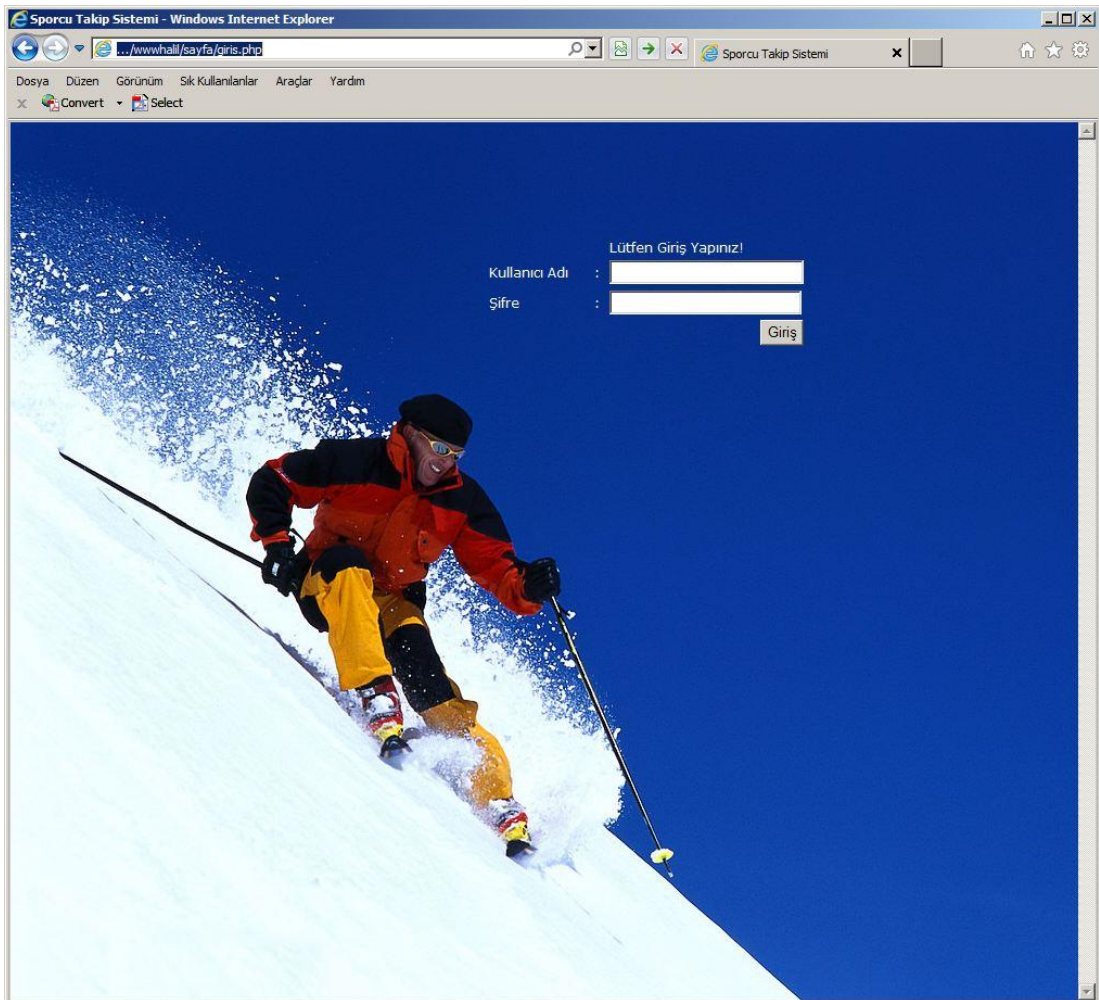 Sporcu Takip Sistemi - Windows Internet Explorer
.../wwwhalil/sayfa/giris.php
Sporcu Takip Sistemi
Dosya Düzen Görünüm Sık Kullanılanlar Araçlar Yardım
x Convert Select
Lütfen Giriş Yapınız!
Kullanıcı Adı :
Şifre :
Giriş